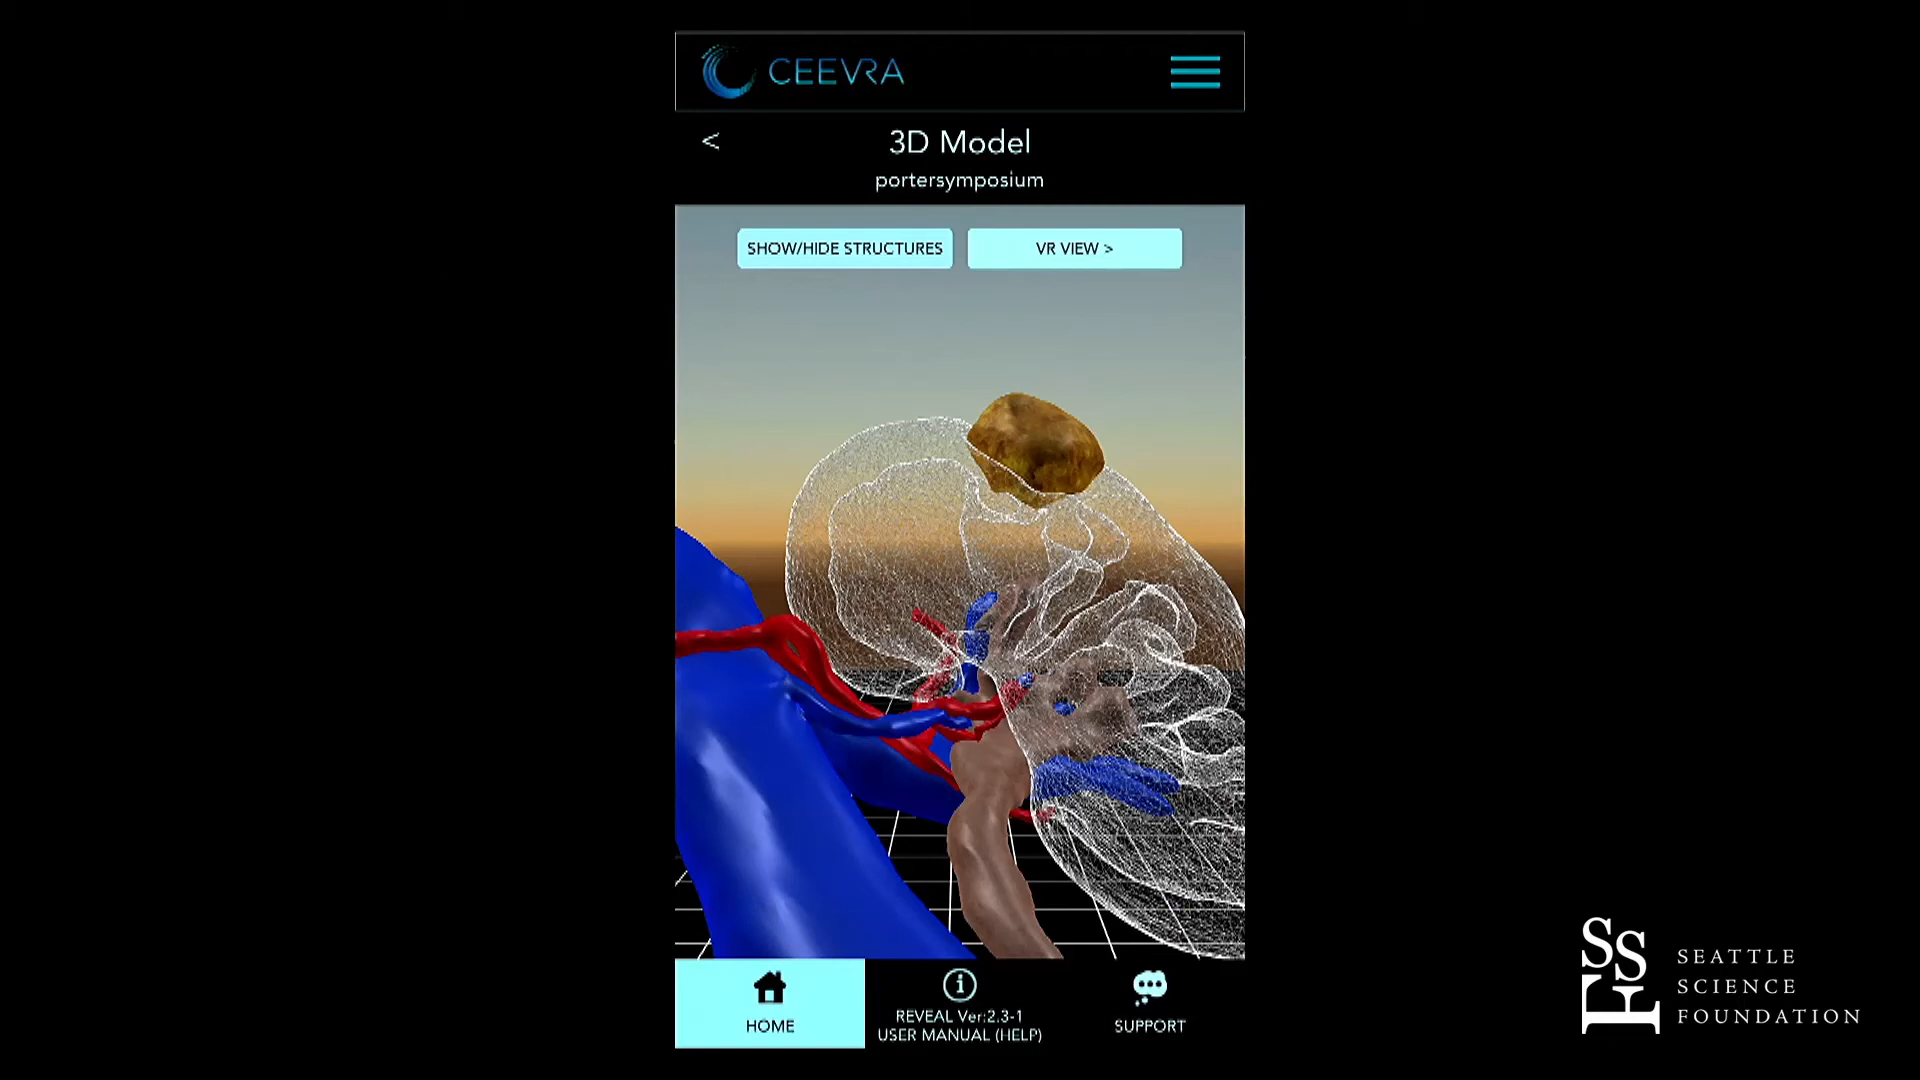 CEEVRA
<
3D Model
portersymposium
SHOW/HIDE STRUCTURES
VR VIEW >
HOME
REVEAL Ver:2.3-1
USER MANUAL (HELP)
SUPPORT
SSF
SEATTLE
SCIENCE
FOUNDATION